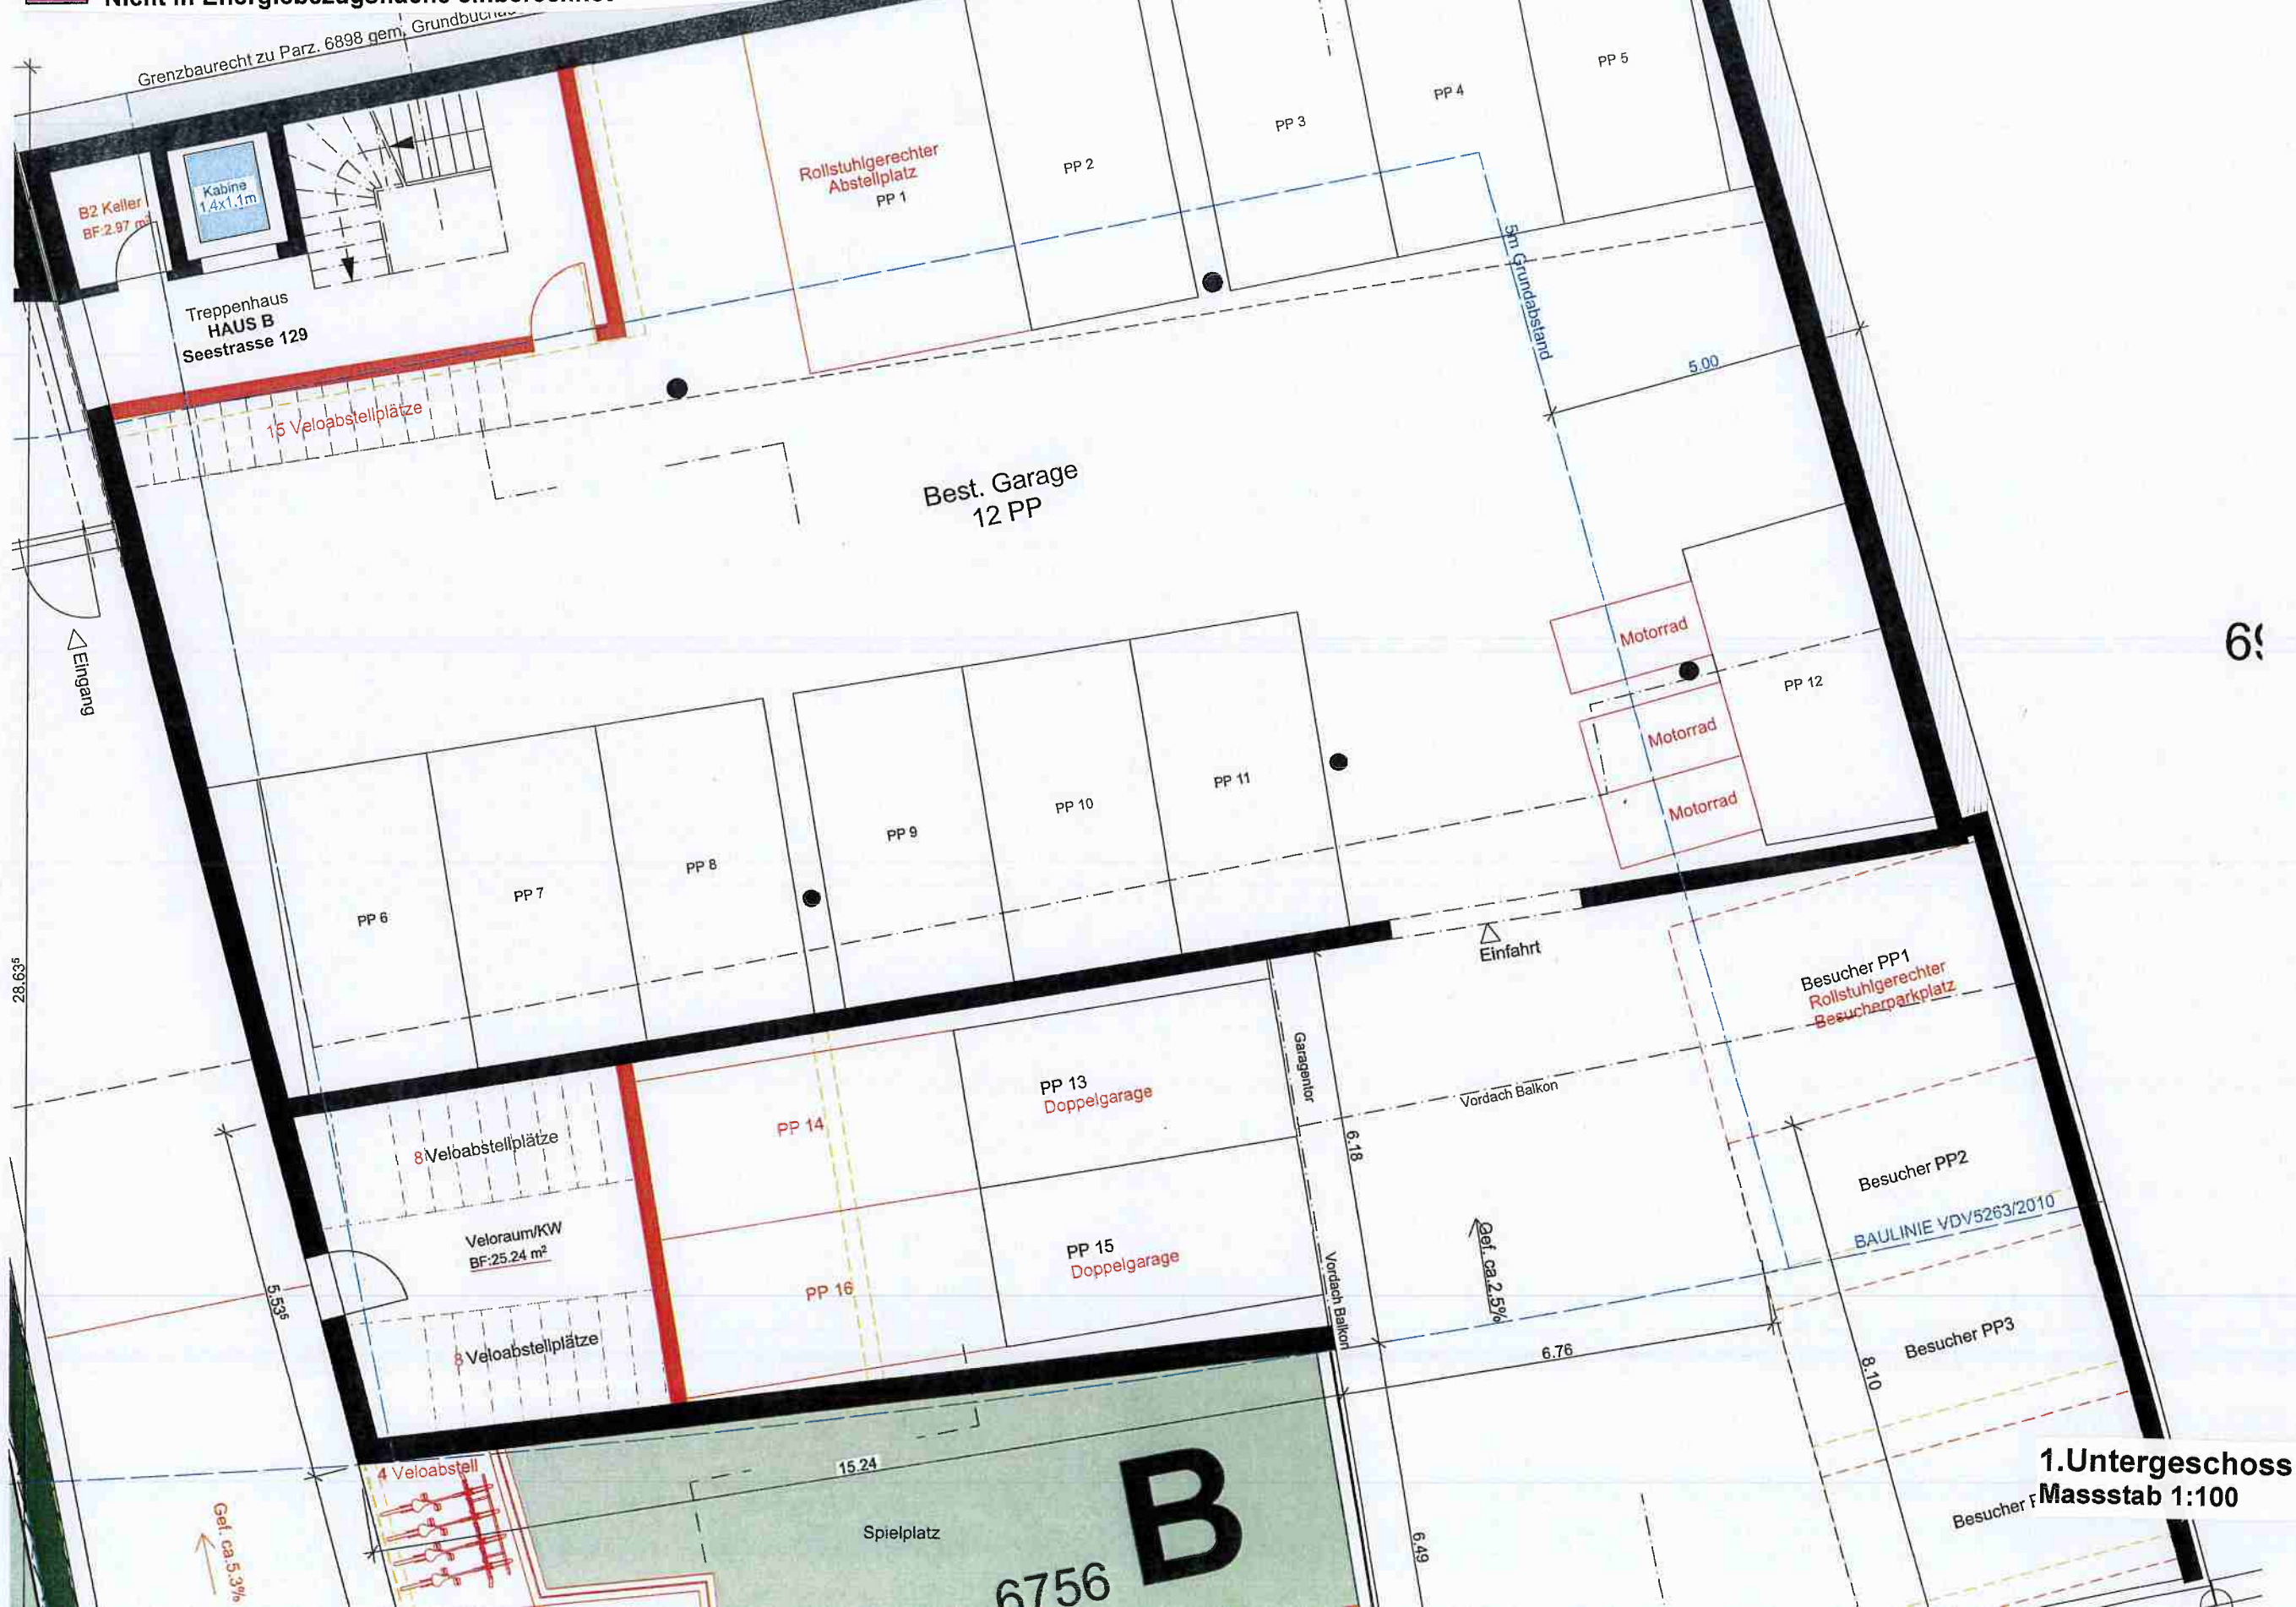 Grenzbaurecht zu Parz. 6898 gem.
Kabine
1.4x1.1m
B2 Keller
BF:2.97 m²
Treppenhaus
HAUS B
Seestrasse 129
15 Veloabstellplätze
Rollstuhlgerechter
Abstellplatz
PP 1
PP 2
PP 3
PP 4
PP 5
5m Grundabstand
5.00
Best. Garage
12 PP
Eingang
Motorrad
Motorrad
Motorrad
PP 12
PP 6
PP 7
PP 8
PP 9
PP 10
PP 11
28.63⁵
Einfahrt
Besucher PP1
Rollstuhlgerechter
Besucherparkplatz
8 Veloabstellplätze
Veloraum/KW
BF:25.24 m²
8 Veloabstellplätze
PP 14
PP 13
Doppelgarage
PP 16
PP 15
Doppelgarage
Garagentor
6.18
Vordach Balkon
Vordach Balkon
Gef. ca.2.5%
Besucher PP2
BAULINIE VDV5263/2010
Besucher PP3
8.10
6.76
5.53⁵
4 Veloabstell
Gef. ca.5.3%
15.24
Spielplatz
B
6756
6.49
Besucher
1.Untergeschoss
Massstab 1:100